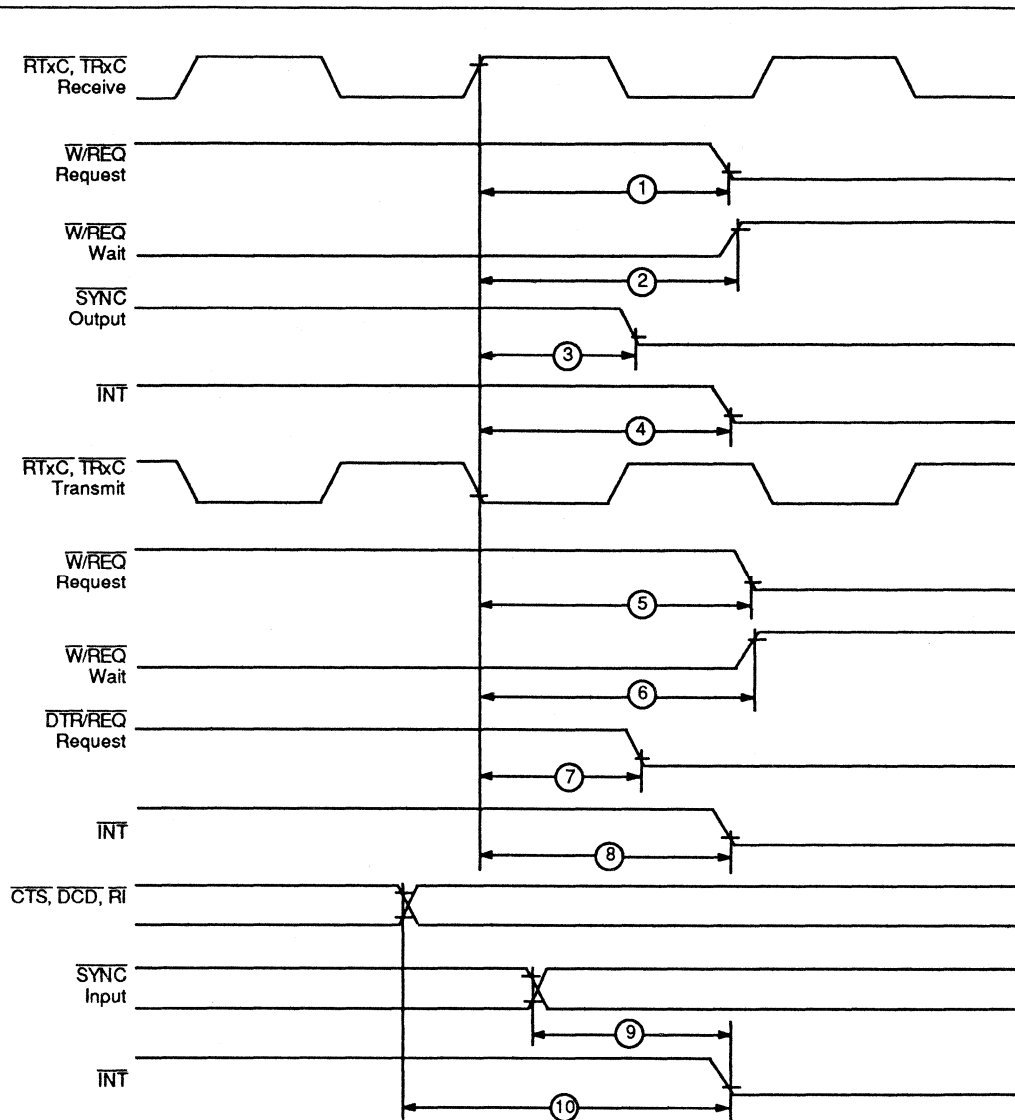 RTxC, TRxC
Receive
W/REQ
Request
1
W/REQ
Wait
2
SYNC
Output
3
INT
4
RTxC, TRxC
Transmit
W/REQ
Request
5
W/REQ
Wait
6
DTR/REQ
Request
7
INT
8
CTS, DCD, RI
SYNC
Input
9
INT
10